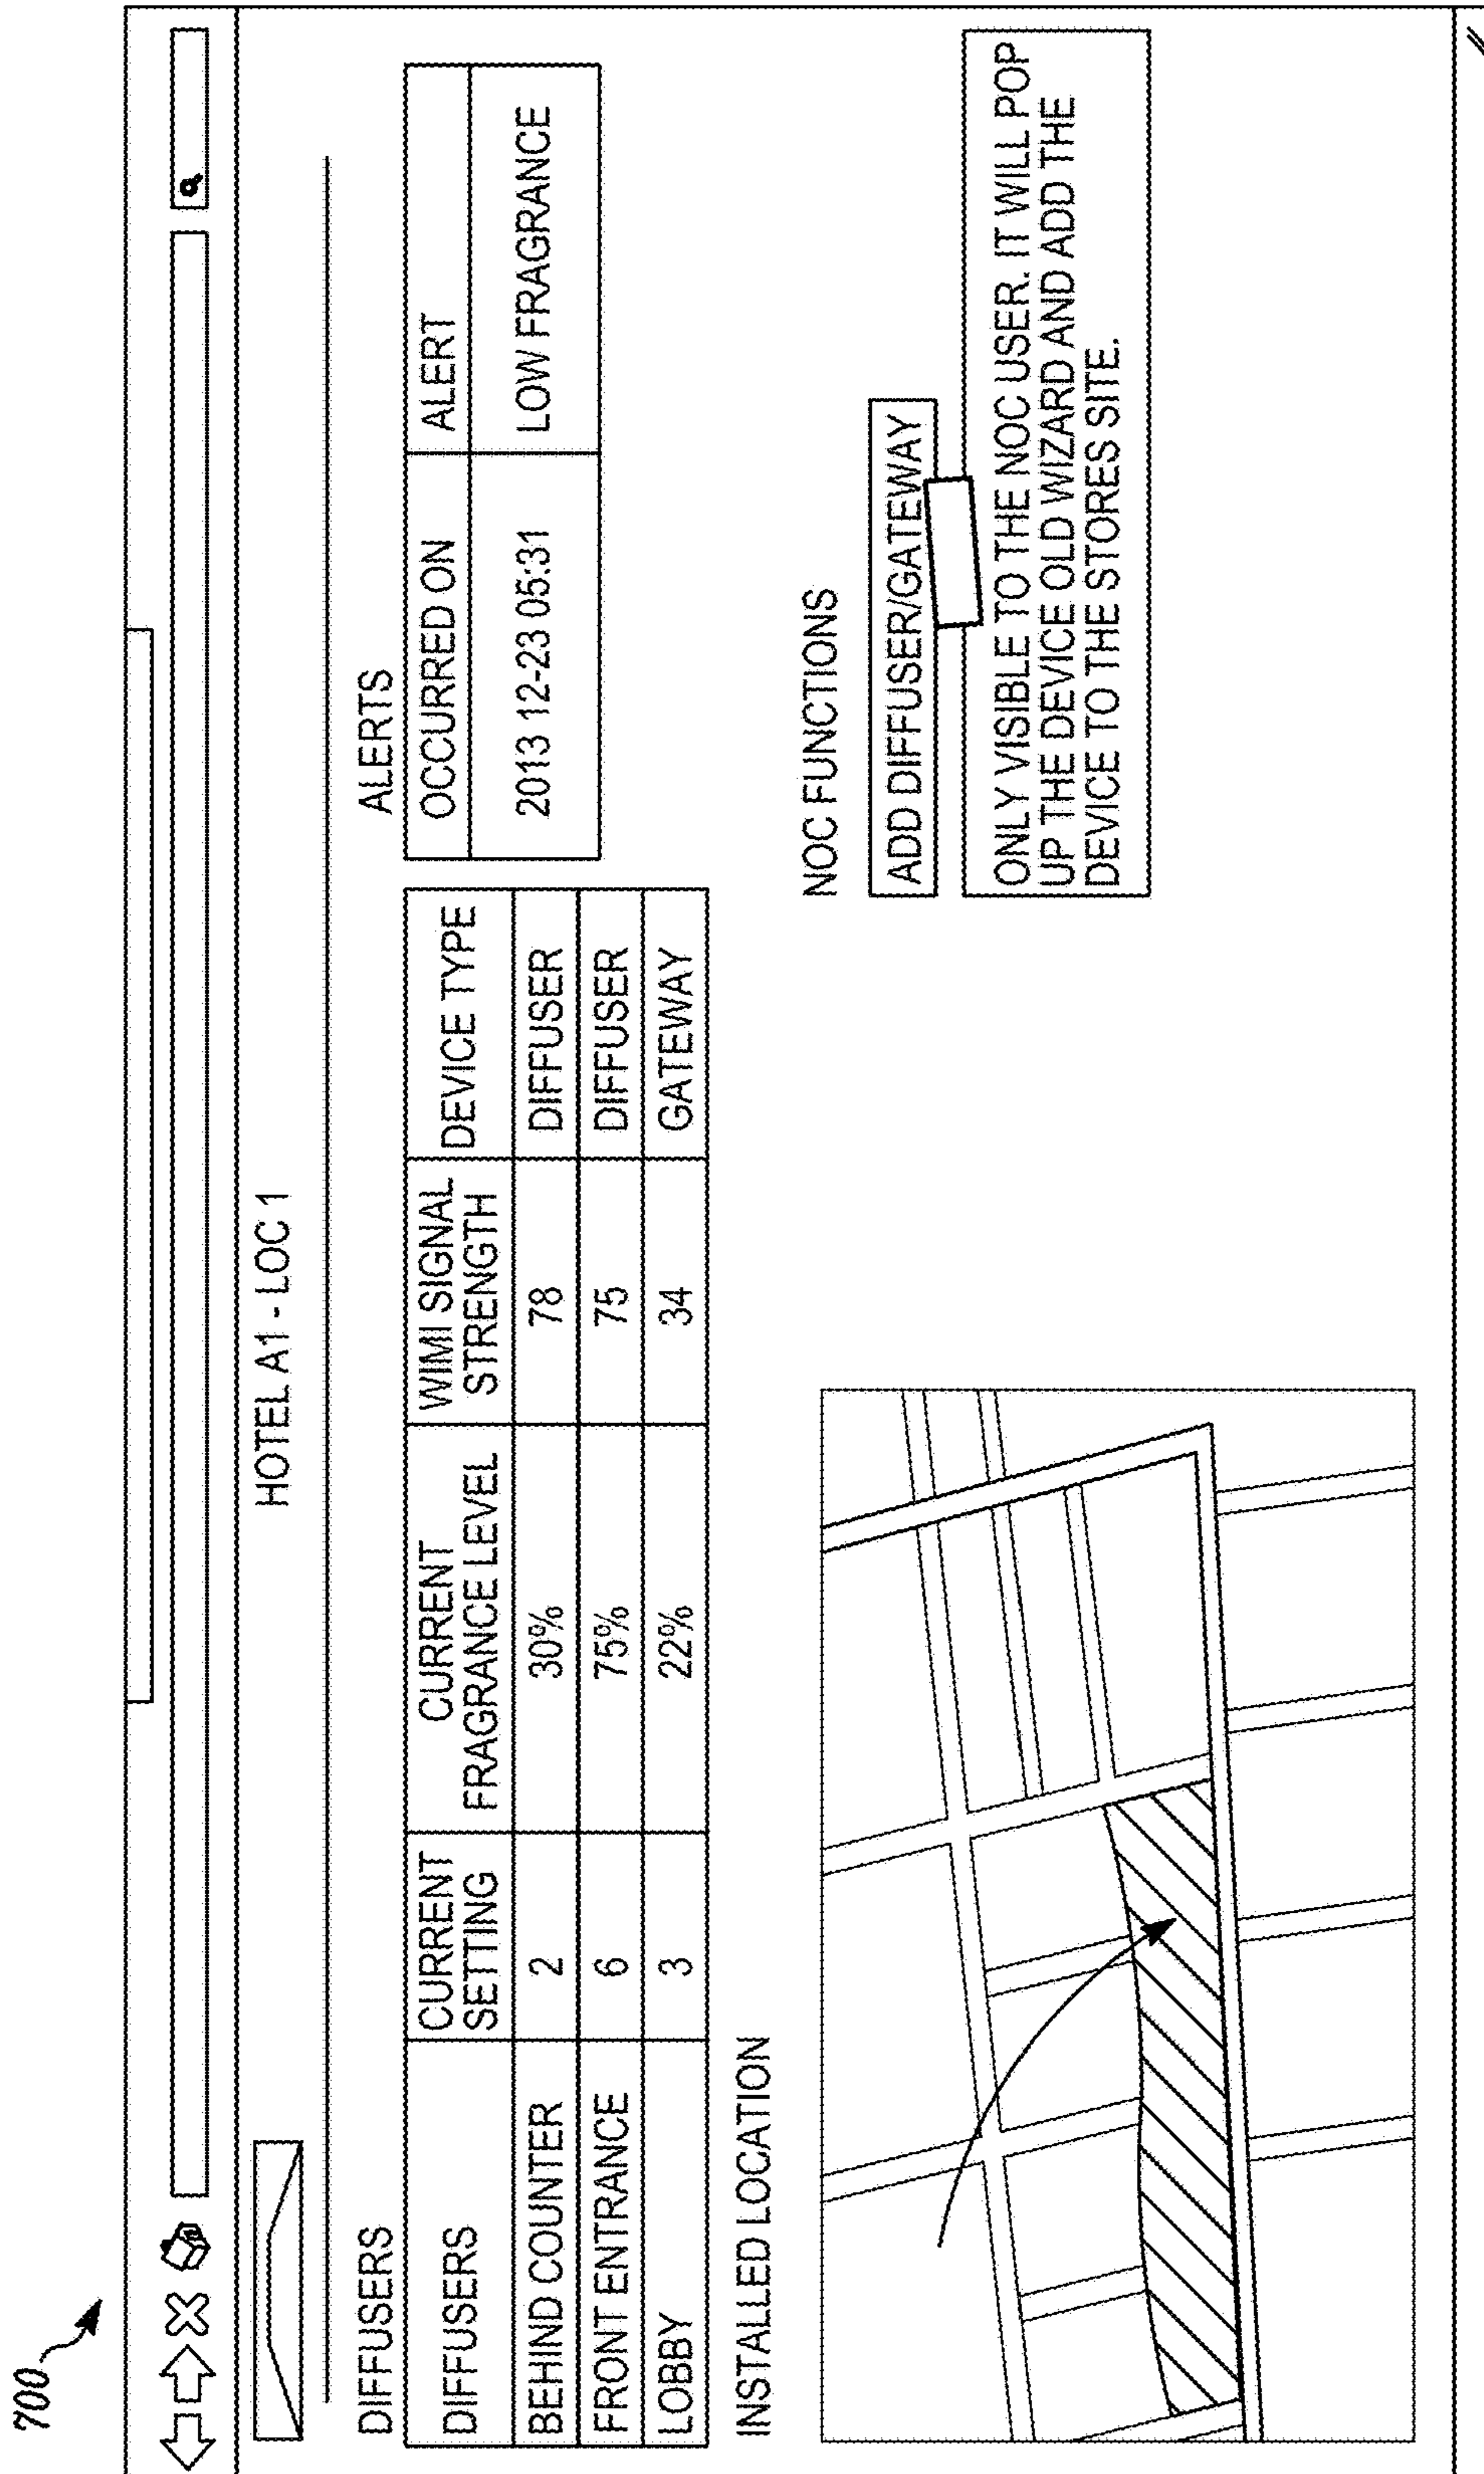 700
HOTEL A1 - LOC 1
DIFFUSERS
DIFFUSERS
CURRENT
SETTING
CURRENT
FRAGRANCE LEVEL
WIMI SIGNAL
STRENGTH
DEVICE TYPE
BEHIND COUNTER 2 30% 78 DIFFUSER
FRONT ENTRANCE 6 75% 75 DIFFUSER
LOBBY 3 22% 34 GATEWAY
ALERTS
OCCURRED ON ALERT
2013 12-23 05:31 LOW FRAGRANCE
INSTALLED LOCATION
NOC FUNCTIONS
ADD DIFFUSER/GATEWAY
ONLY VISIBLE TO THE NOC USER. IT WILL POP
UP THE DEVICE OLD WIZARD AND ADD THE
DEVICE TO THE STORES SITE.